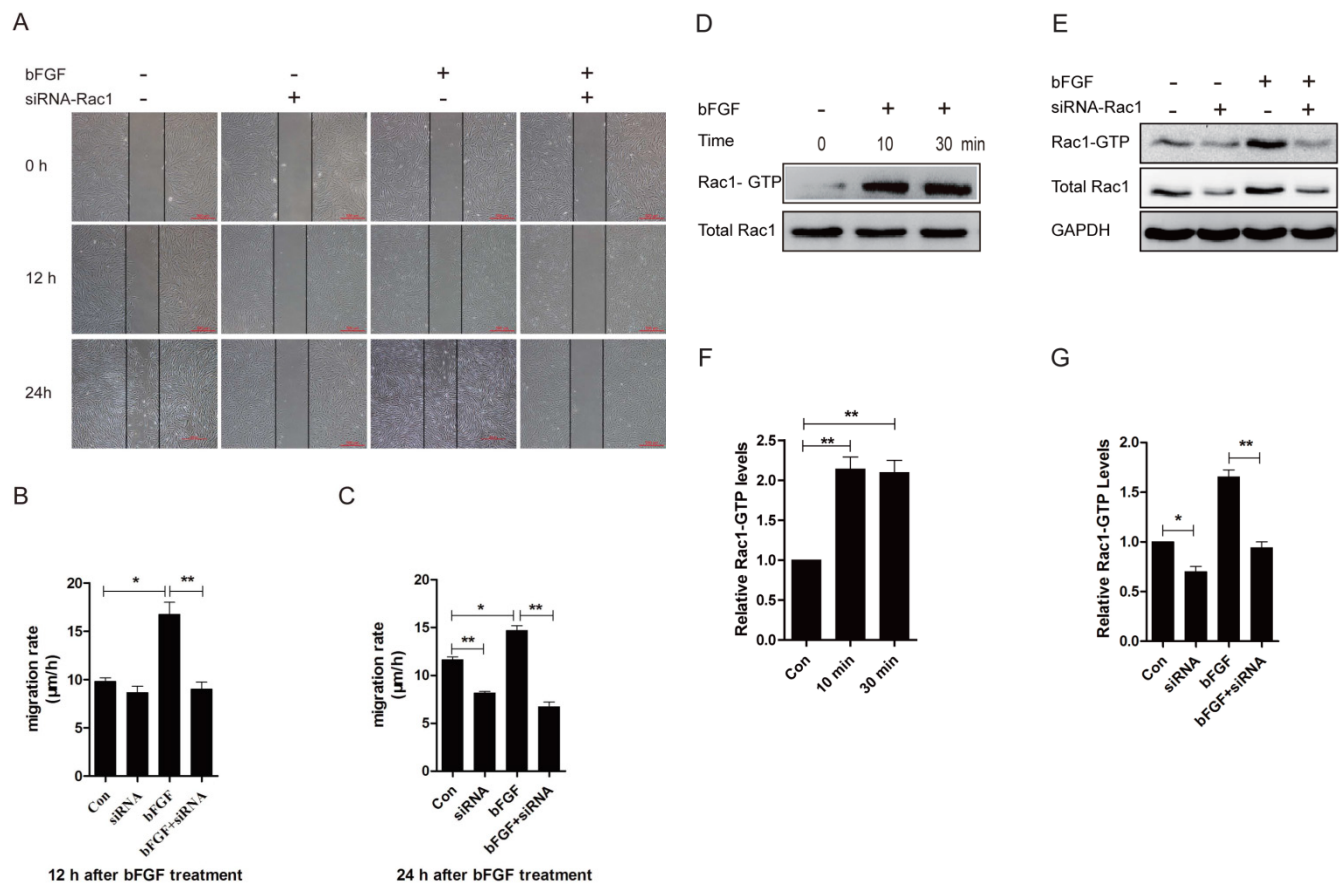 A
bFGF - - + +
siRNA-Rac1 - + - +
0 h
12 h
24h
B
migration rate
(μm/h)
20
15
10
5
0
* **
Con siRNA bFGF bFGF+siRNA
12 h after bFGF treatment
C
migration rate
(μm/h)
20
15
10
5
0
* **
**
Con siRNA bFGF bFGF+siRNA
24 h after bFGF treatment
D
bFGF - + +
Time 0 10 30 min
Rac1- GTP
Total Rac1
E
bFGF - - + +
siRNA-Rac1 - + - +
Rac1-GTP
Total Rac1
GAPDH
F
Relative Rac1-GTP levels
2.5
2.0
1.5
1.0
0.5
0.0
**
**
Con 10 min 30 min
G
Relative Rac1-GTP Levels
2.0
1.5
1.0
0.5
0.0
* **
Con siRNA bFGF bFGF+siRNA